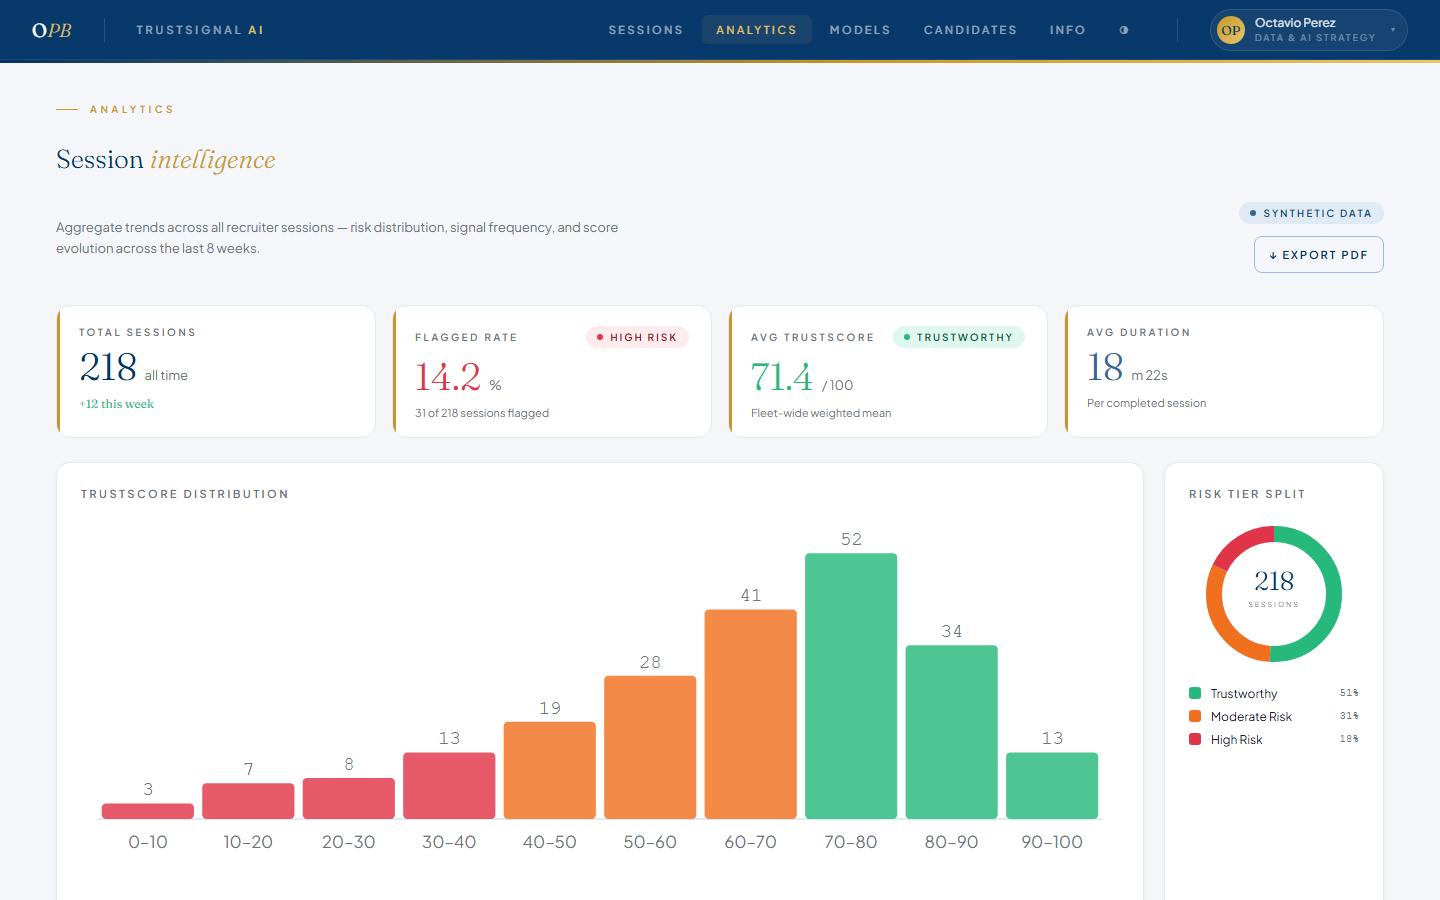 OPB
TRUSTSIGNAL AI
SESSIONS
ANALYTICS
MODELS
CANDIDATES
INFO
OP
Octavio Perez
DATA & AI STRATEGY
ANALYTICS
Session intelligence
Aggregate trends across all recruiter sessions — risk distribution, signal frequency, and score
evolution across the last 8 weeks.
SYNTHETIC DATA
↓ EXPORT PDF
TOTAL SESSIONS
218 all time
+12 this week
FLAGGED RATE
HIGH RISK
14.2 %
31 of 218 sessions flagged
AVG TRUSTSCORE
TRUSTWORTHY
71.4 / 100
Fleet-wide weighted mean
AVG DURATION
18 m 22s
Per completed session
TRUSTSCORE DISTRIBUTION
3
7
8
13
19
28
41
52
34
13
0–10
10–20
20–30
30–40
40–50
50–60
60–70
70–80
80–90
90–100
RISK TIER SPLIT
218
SESSIONS
Trustworthy 51%
Moderate Risk 31%
High Risk 18%